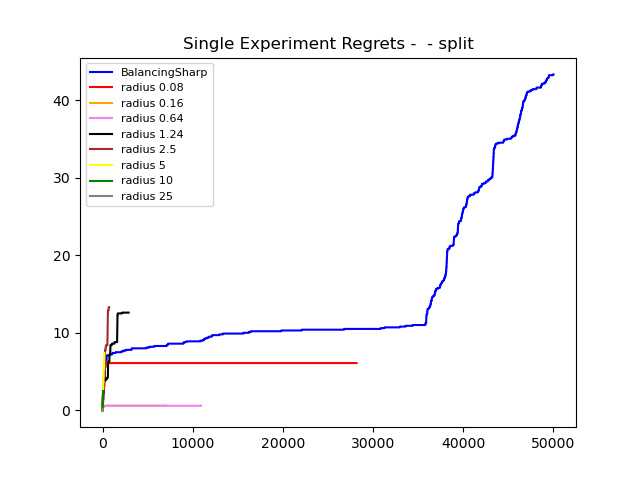 Single Experiment Regrets -  - split
BalancingSharp
radius 0.08
radius 0.16
radius 0.64
radius 1.24
radius 2.5
radius 5
radius 10
radius 25
40
30
20
10
0
0 10000 20000 30000 40000 50000